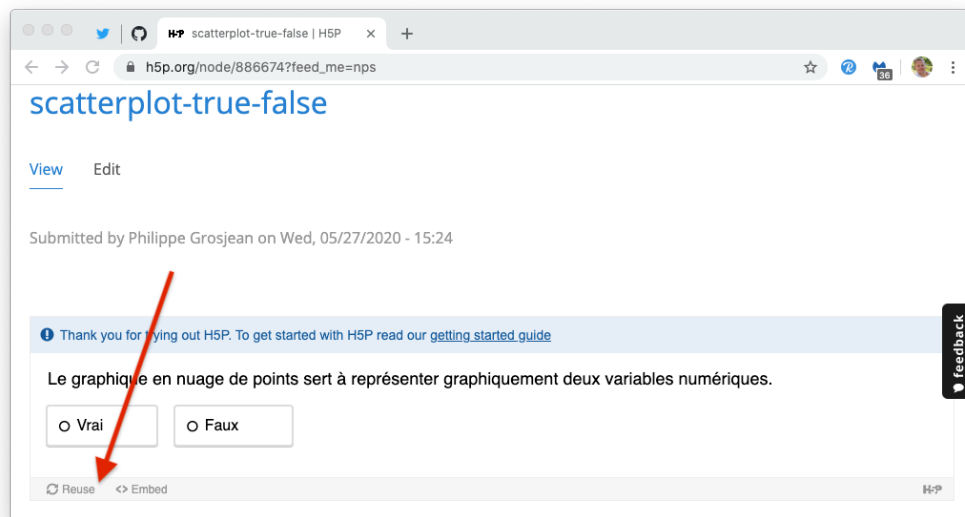 scatterplot-true-false | H5P
h5p.org/node/886674?feed_me=nps
36
scatterplot-true-false
View Edit
Submitted by Philippe Grosjean on Wed, 05/27/2020 - 15:24
Thank you for trying out H5P. To get started with H5P read our getting started guide
feedback
Le graphique en nuage de points sert à représenter graphiquement deux variables numériques.
Vrai Faux
Reuse <> Embed
H5P